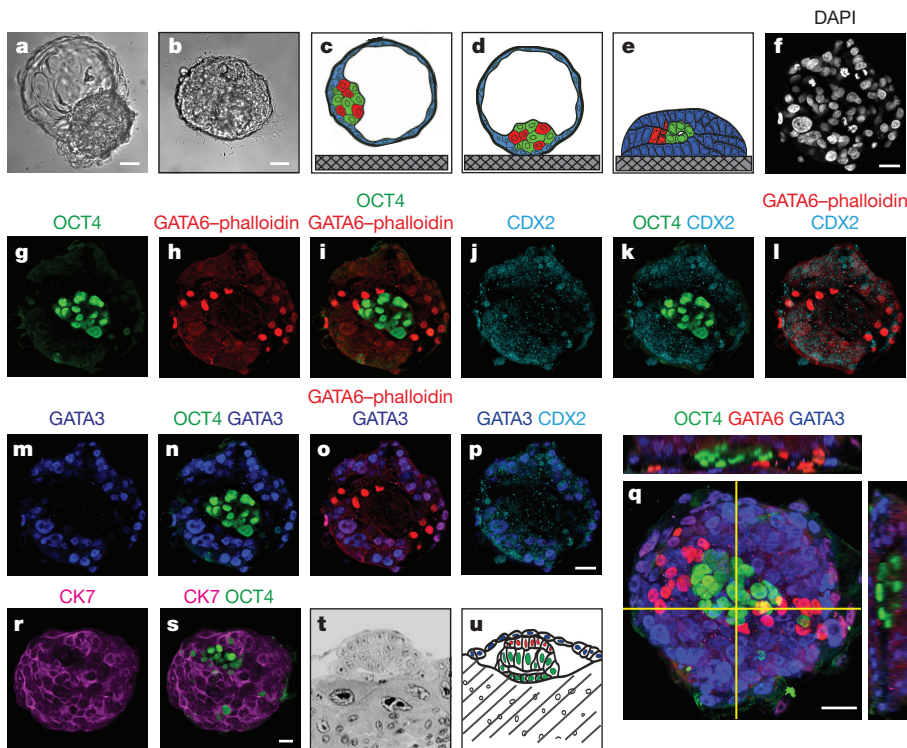 DAPI
a
b
c
d
e
f
OCT4
OCT4
GATA6–phalloidin
GATA6–phalloidin
CDX2
OCT4 CDX2
GATA6–phalloidin
CDX2
g
h
i
j
k
l
GATA3
OCT4 GATA3
GATA6–phalloidin
GATA3
GATA3 CDX2
OCT4 GATA6 GATA3
m
n
o
p
q
CK7
CK7 OCT4
r
s
t
u